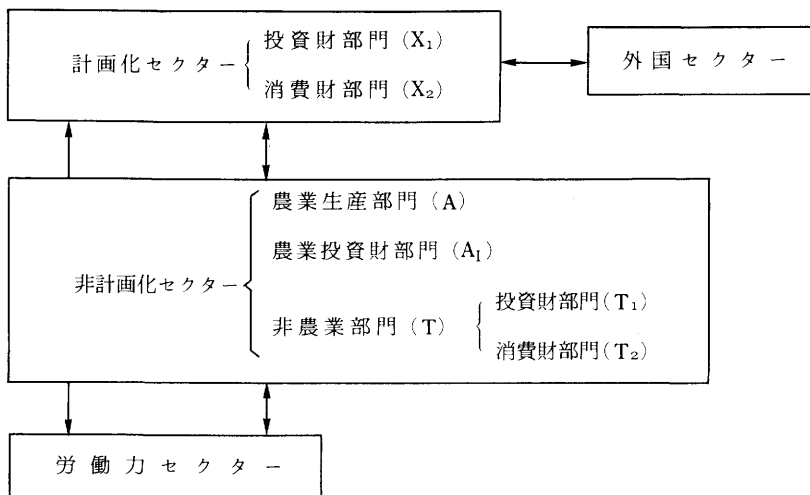 計画化セクター
投資財部門(X₁)
消費財部門(X₂)
外国セクター
非計画化セクター
農業生産部門(A)
農業投資財部門(A_I)
非農業部門(T)
投資財部門(T₁)
消費財部門(T₂)
労働力セクター